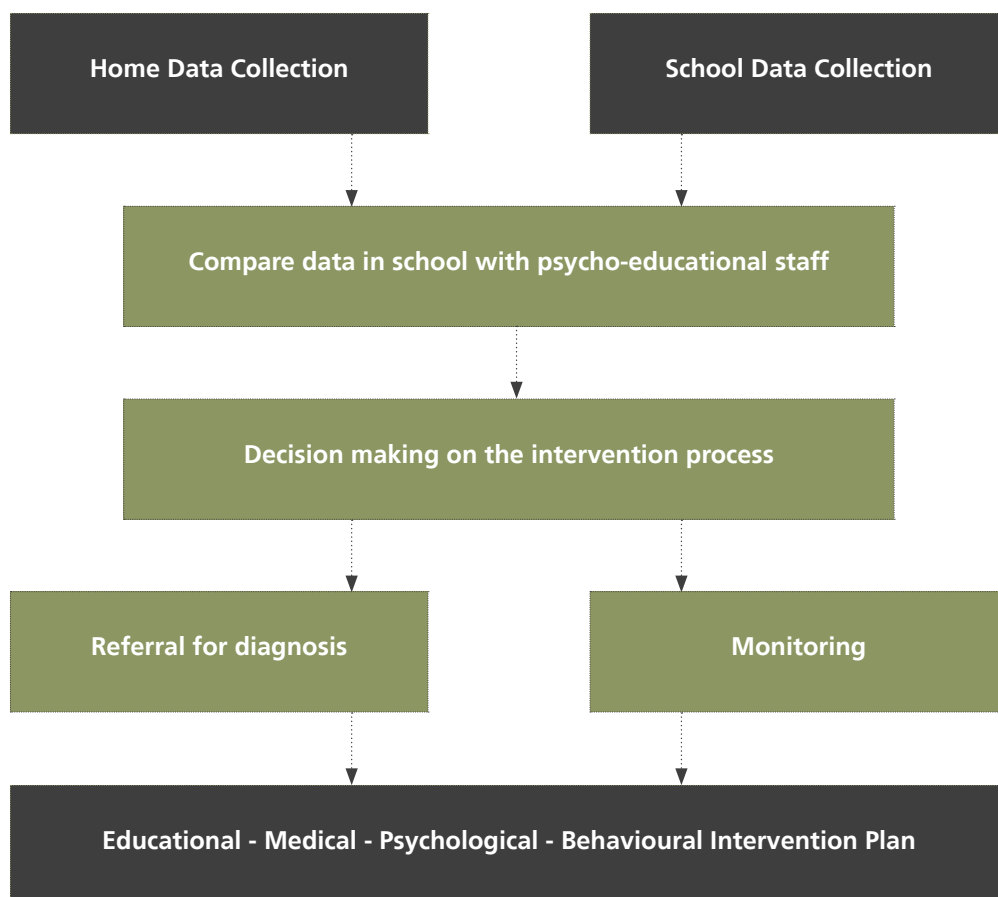 Home Data Collection
School Data Collection
Compare data in school with psycho-educational staff
Decision making on the intervention process
Referral for diagnosis
Monitoring
Educational - Medical - Psychological - Behavioural Intervention Plan